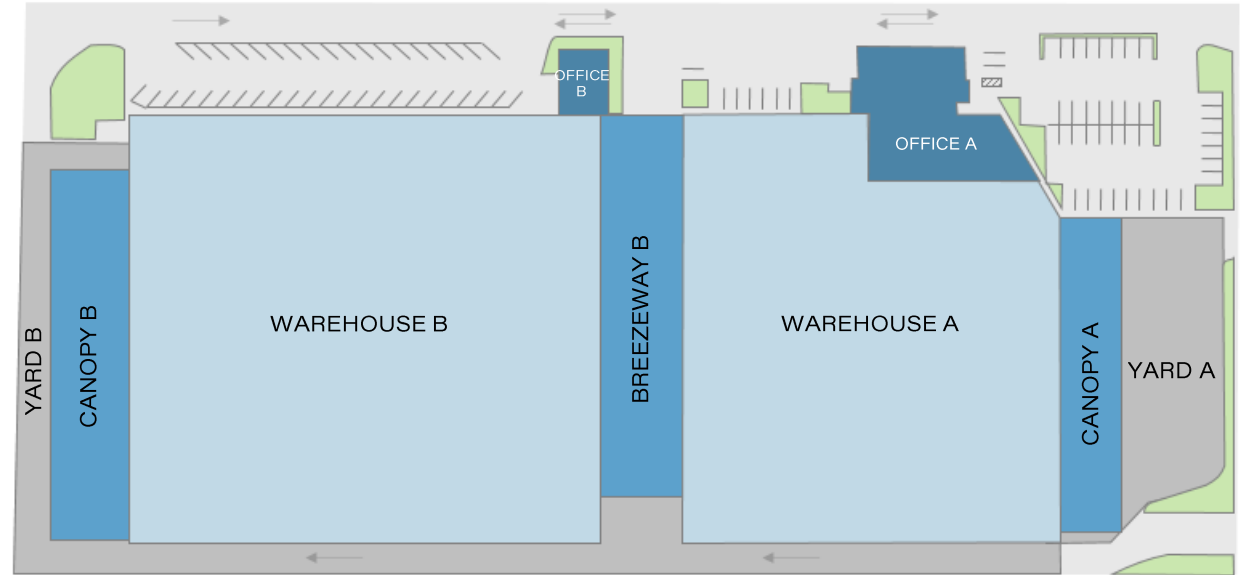 OFFICE
B
OFFICE A
WAREHOUSE B
WAREHOUSE A
BREEZEWAY B
YARD B
CANOPY B
CANOPY A
YARD A